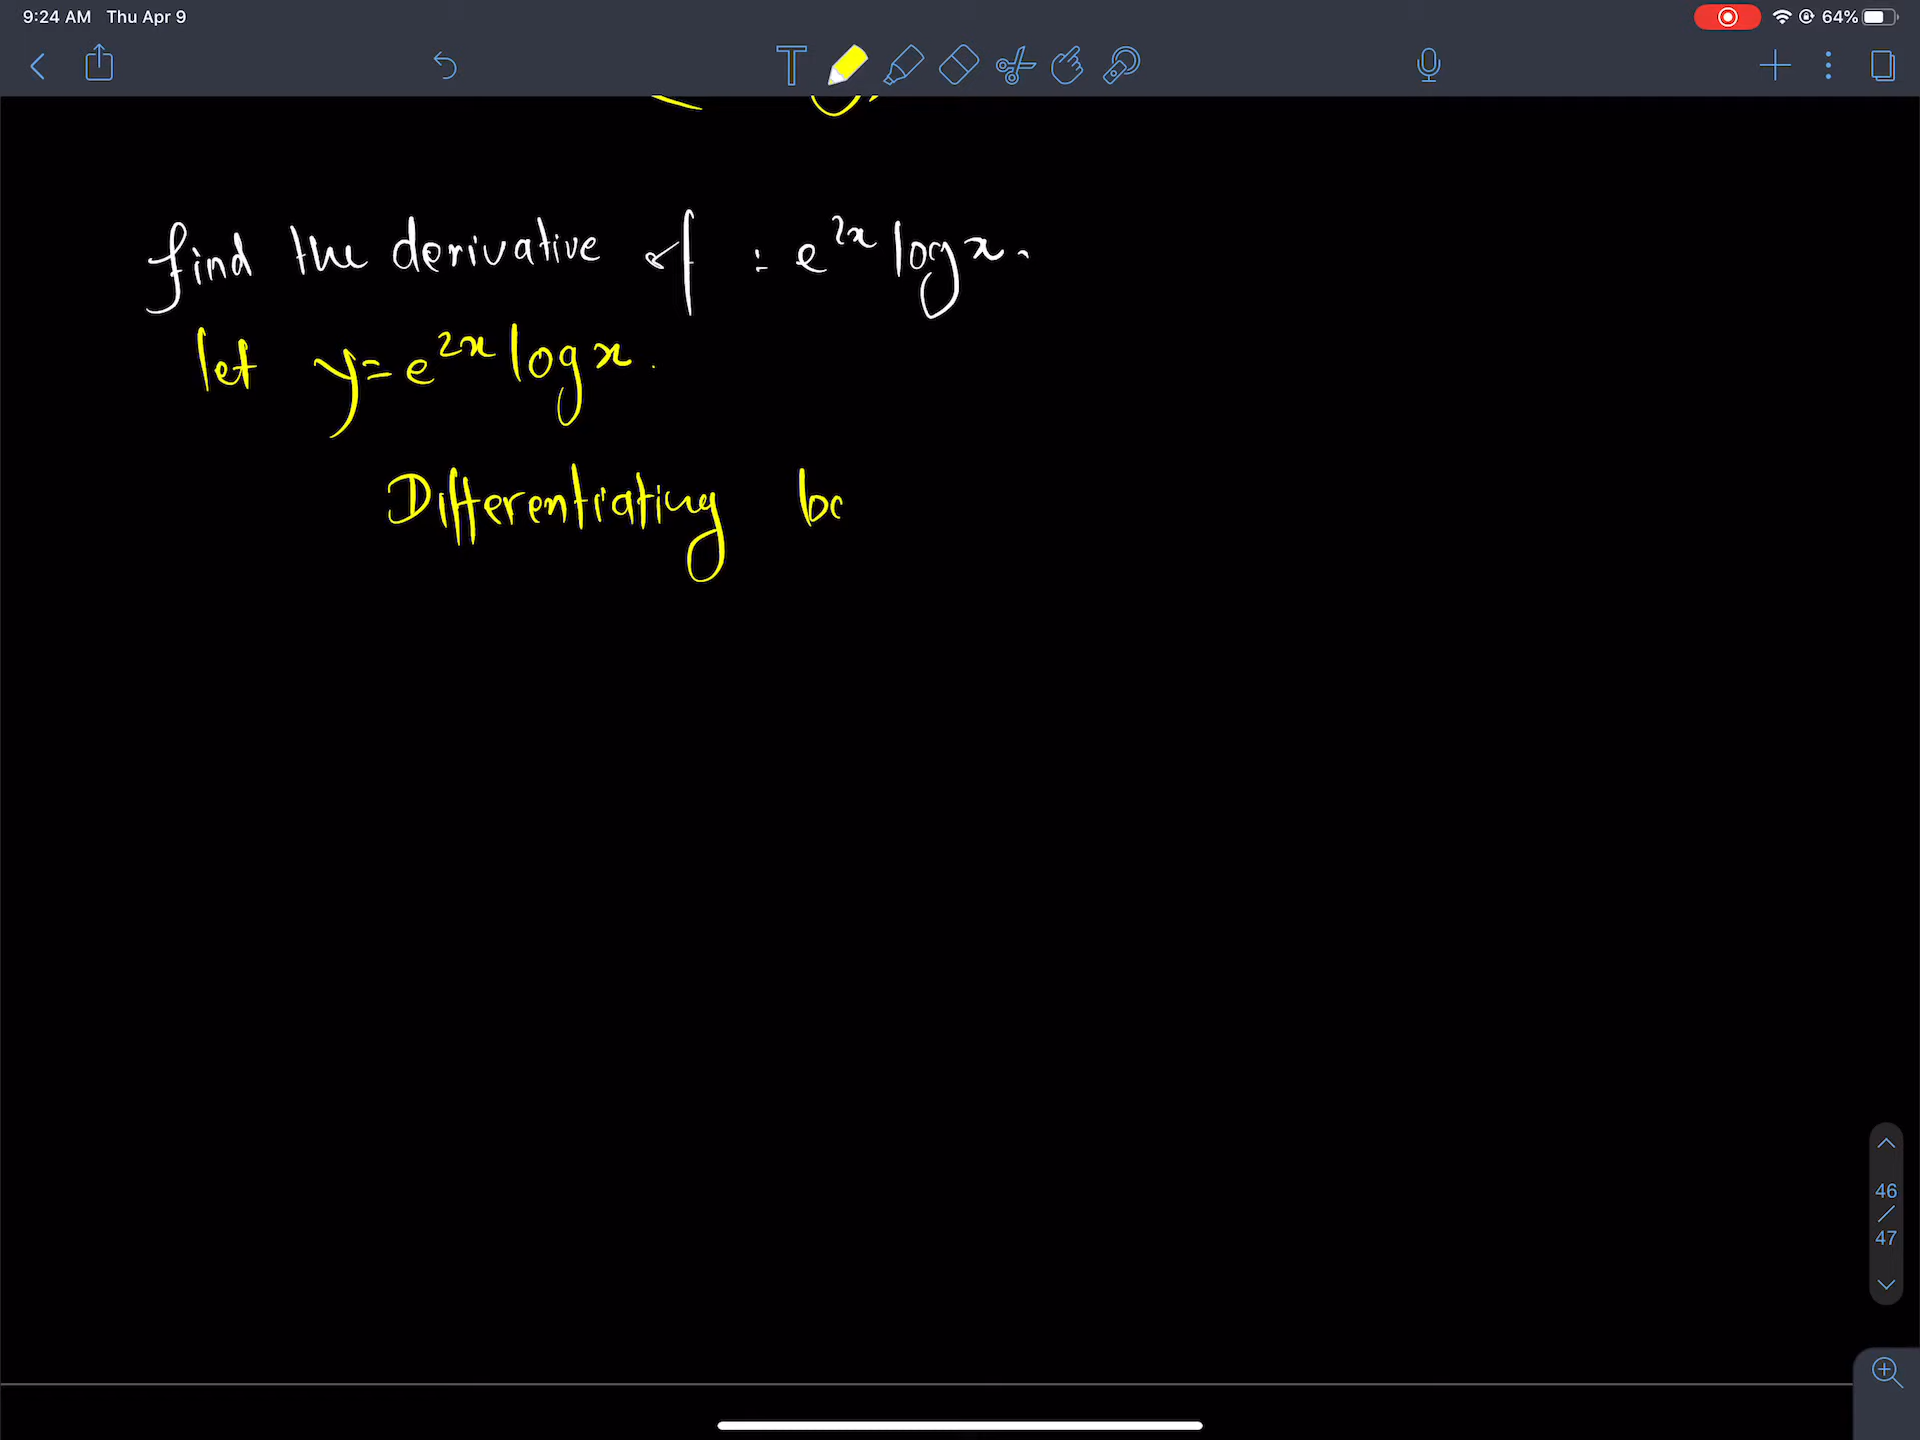 9:24 AM Thu Apr 9 64%
find the derivative of : e^{2x} log x.
let y = e^{2x} log x.
Differentiating bo
46
/
47